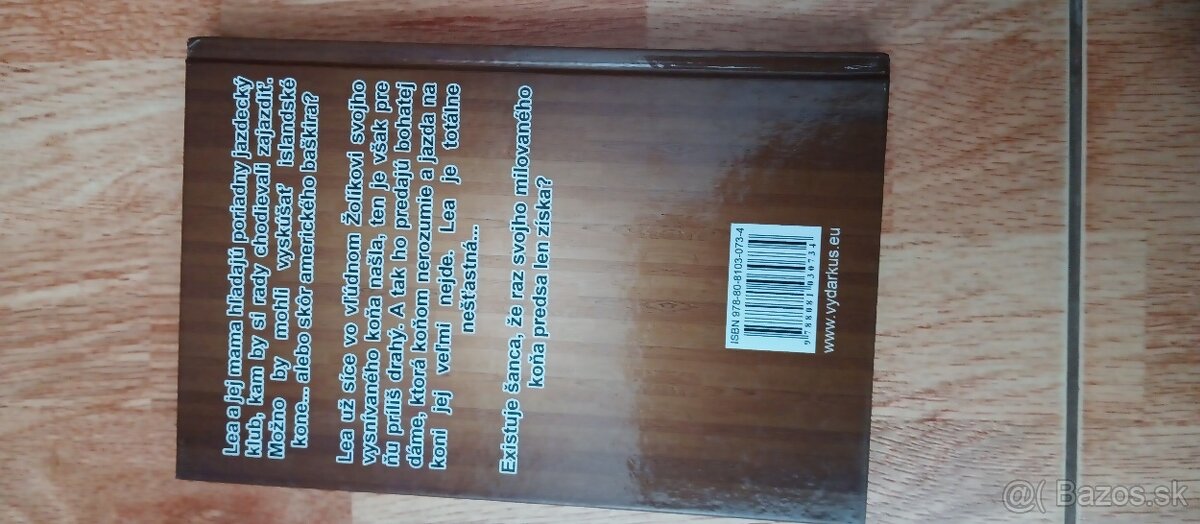 Lea a jej mama hľadajú poriadny jazdecký
klub, kam by si rady chodievali zajazdiť.
Možno by mohli vyskúšať islandské
kone... alebo skôr amerického baškira?
Lea už síce vo vľúdnom Žolíkovi svojho
vysnívaného koňa našla, ten je však pre
ňu príliš drahý. A tak ho predajú bohatej
dáme, ktorá koňom nerozumie a jazda na
koni jej veľmi nejde. Lea je totálne
nešťastná...
Existuje šanca, že raz svojho milovaného
koňa predsa len získa?
ISBN 978-80-8103-073-4
9 788081 030734
www.vydarkus.eu
@( Bazos.sk